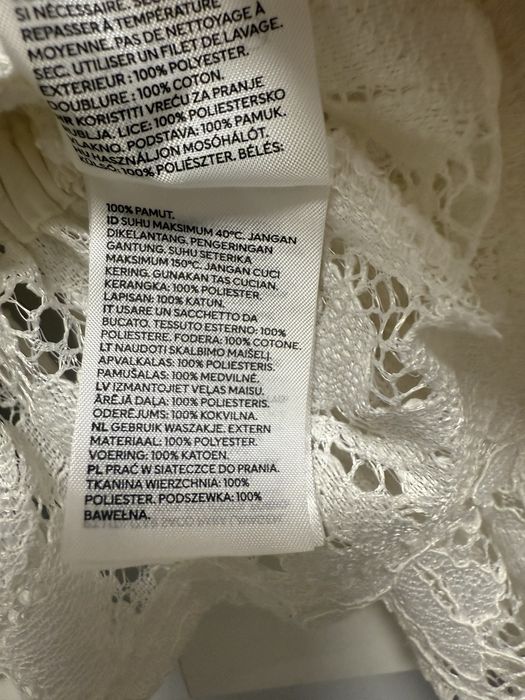 SI NÉCESSAIRE.
REPASSER À TEMPÉRATURE
MOYENNE. PAS DE NETTOYAGE À
SEC. UTILISER UN FILET DE LAVAGE.
EXTERIEUR : 100% POLYESTER.
DOUBLURE : 100% COTON.
HR KORISTITI VREĆU ZA PRANJE
RUBLJA. LICE: 100% POLIESTERSKO
VLAKNO. PODSTAVA: 100% PAMUK.
HU HASZNÁLJON MOSÓHÁLÓT.
KÜLSŐ: 100% POLIÉSZTER. BÉLÉS:
100% PAMUT.
ID SUHU MAKSIMUM 40°C. JANGAN
DIKELANTANG. PENGERINGAN
GANTUNG. SUHU SETERIKA
MAKSIMUM 150°C. JANGAN CUCI
KERING. GUNAKAN TAS CUCIAN.
KERANGKA: 100% POLIESTER.
LAPISAN: 100% KATUN.
IT USARE UN SACCHETTO DA
BUCATO. TESSUTO ESTERNO: 100%
POLIESTERE. FODERA: 100% COTONE.
LT NAUDOTI SKALBIMO MAIŠELĮ.
APVALKALAS: 100% POLIESTERIS.
PAMUŠALAS: 100% MEDVILNĖ.
LV IZMANTOJIET VEĻAS MAISU.
ĀRĒJĀ DAĻA: 100% POLIESTERIS.
ODERĒJUMS: 100% KOKVILNA.
NL GEBRUIK WASZAKJE. EXTERN
MATERIAAL: 100% POLYESTER.
VOERING: 100% KATOEN.
PL PRAĆ W SIATECZCE DO PRANIA.
TKANINA WIERZCHNIA: 100%
POLIESTER. PODSZEWKA: 100%
BAWEŁNA.